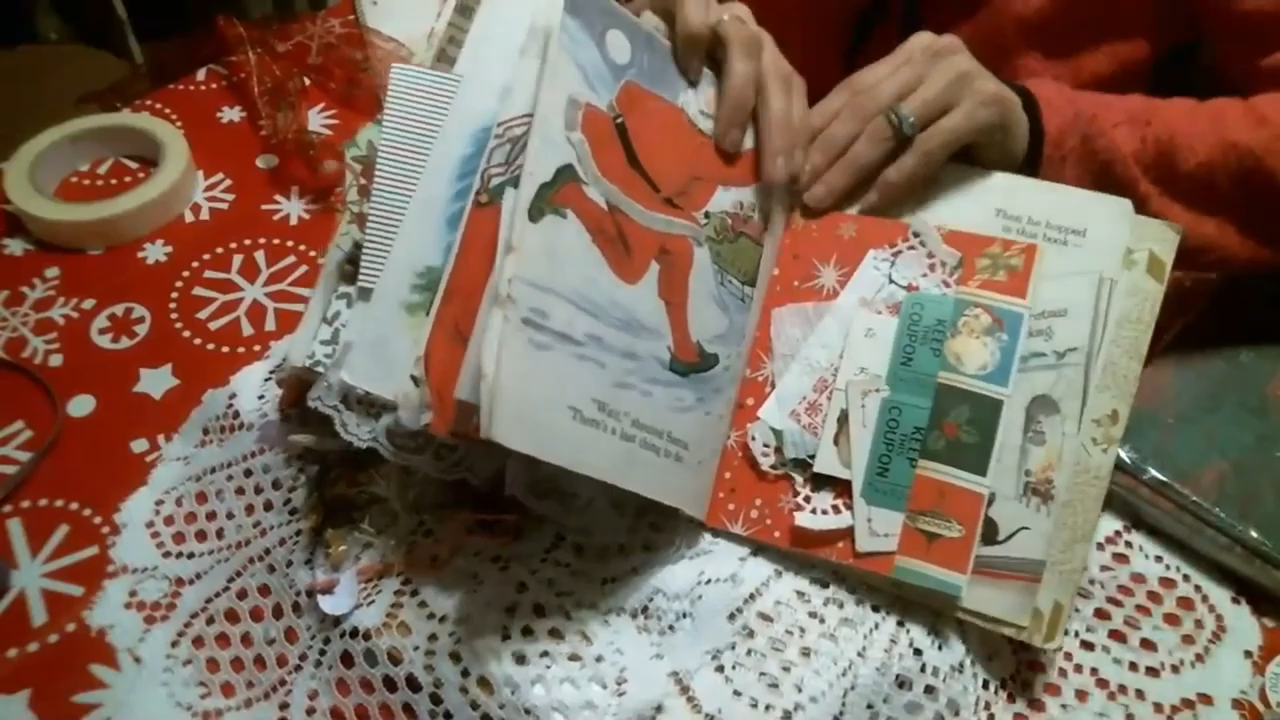 "Wait," shouted Santa.
"There's a last thing to do
Then he hopped
in this book —
To
KEEP
THIS
COUPON
KEEP
THIS
COUPON